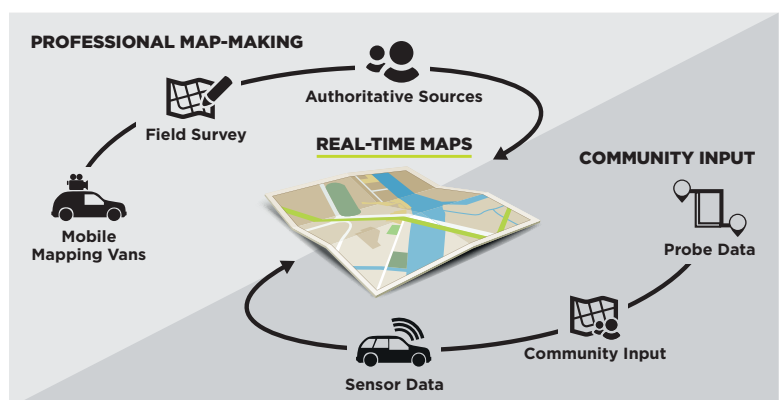 PROFESSIONAL MAP-MAKING
Authoritative Sources
Field Survey
REAL-TIME MAPS
COMMUNITY INPUT
Mobile
Mapping Vans
Probe Data
Community Input
Sensor Data